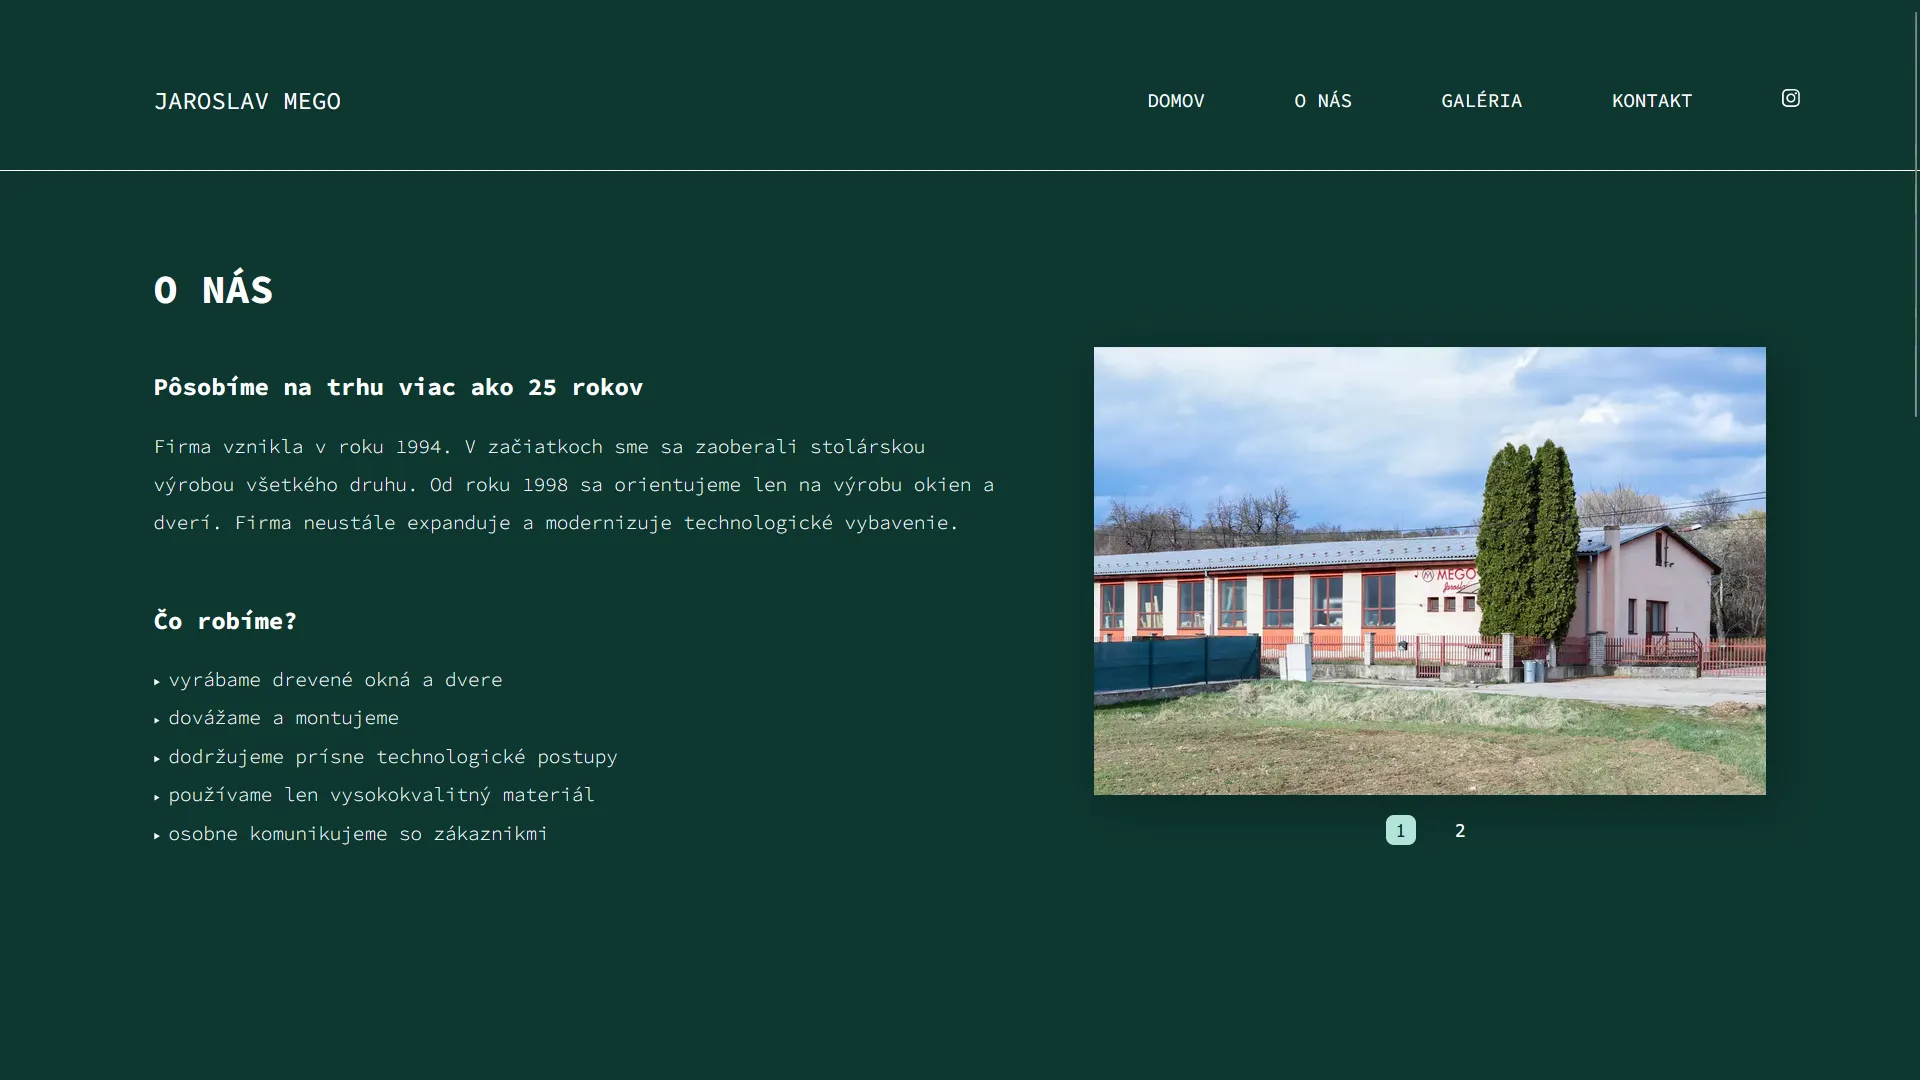 JAROSLAV MEGO
DOMOV
O NÁS
GALÉRIA
KONTAKT
O NÁS
Pôsobíme na trhu viac ako 25 rokov
Firma vznikla v roku 1994. V začiatkoch sme sa zaoberali stolárskou
výrobou všetkého druhu. Od roku 1998 sa orientujeme len na výrobu okien a
dverí. Firma neustále expanduje a modernizuje technologické vybavenie.
Čo robíme?
▸ vyrábame drevené okná a dvere
▸ dovážame a montujeme
▸ dodržujeme prísne technologické postupy
▸ používame len vysokokvalitný materiál
▸ osobne komunikujeme so zákaznikmi
MEGO
1
2